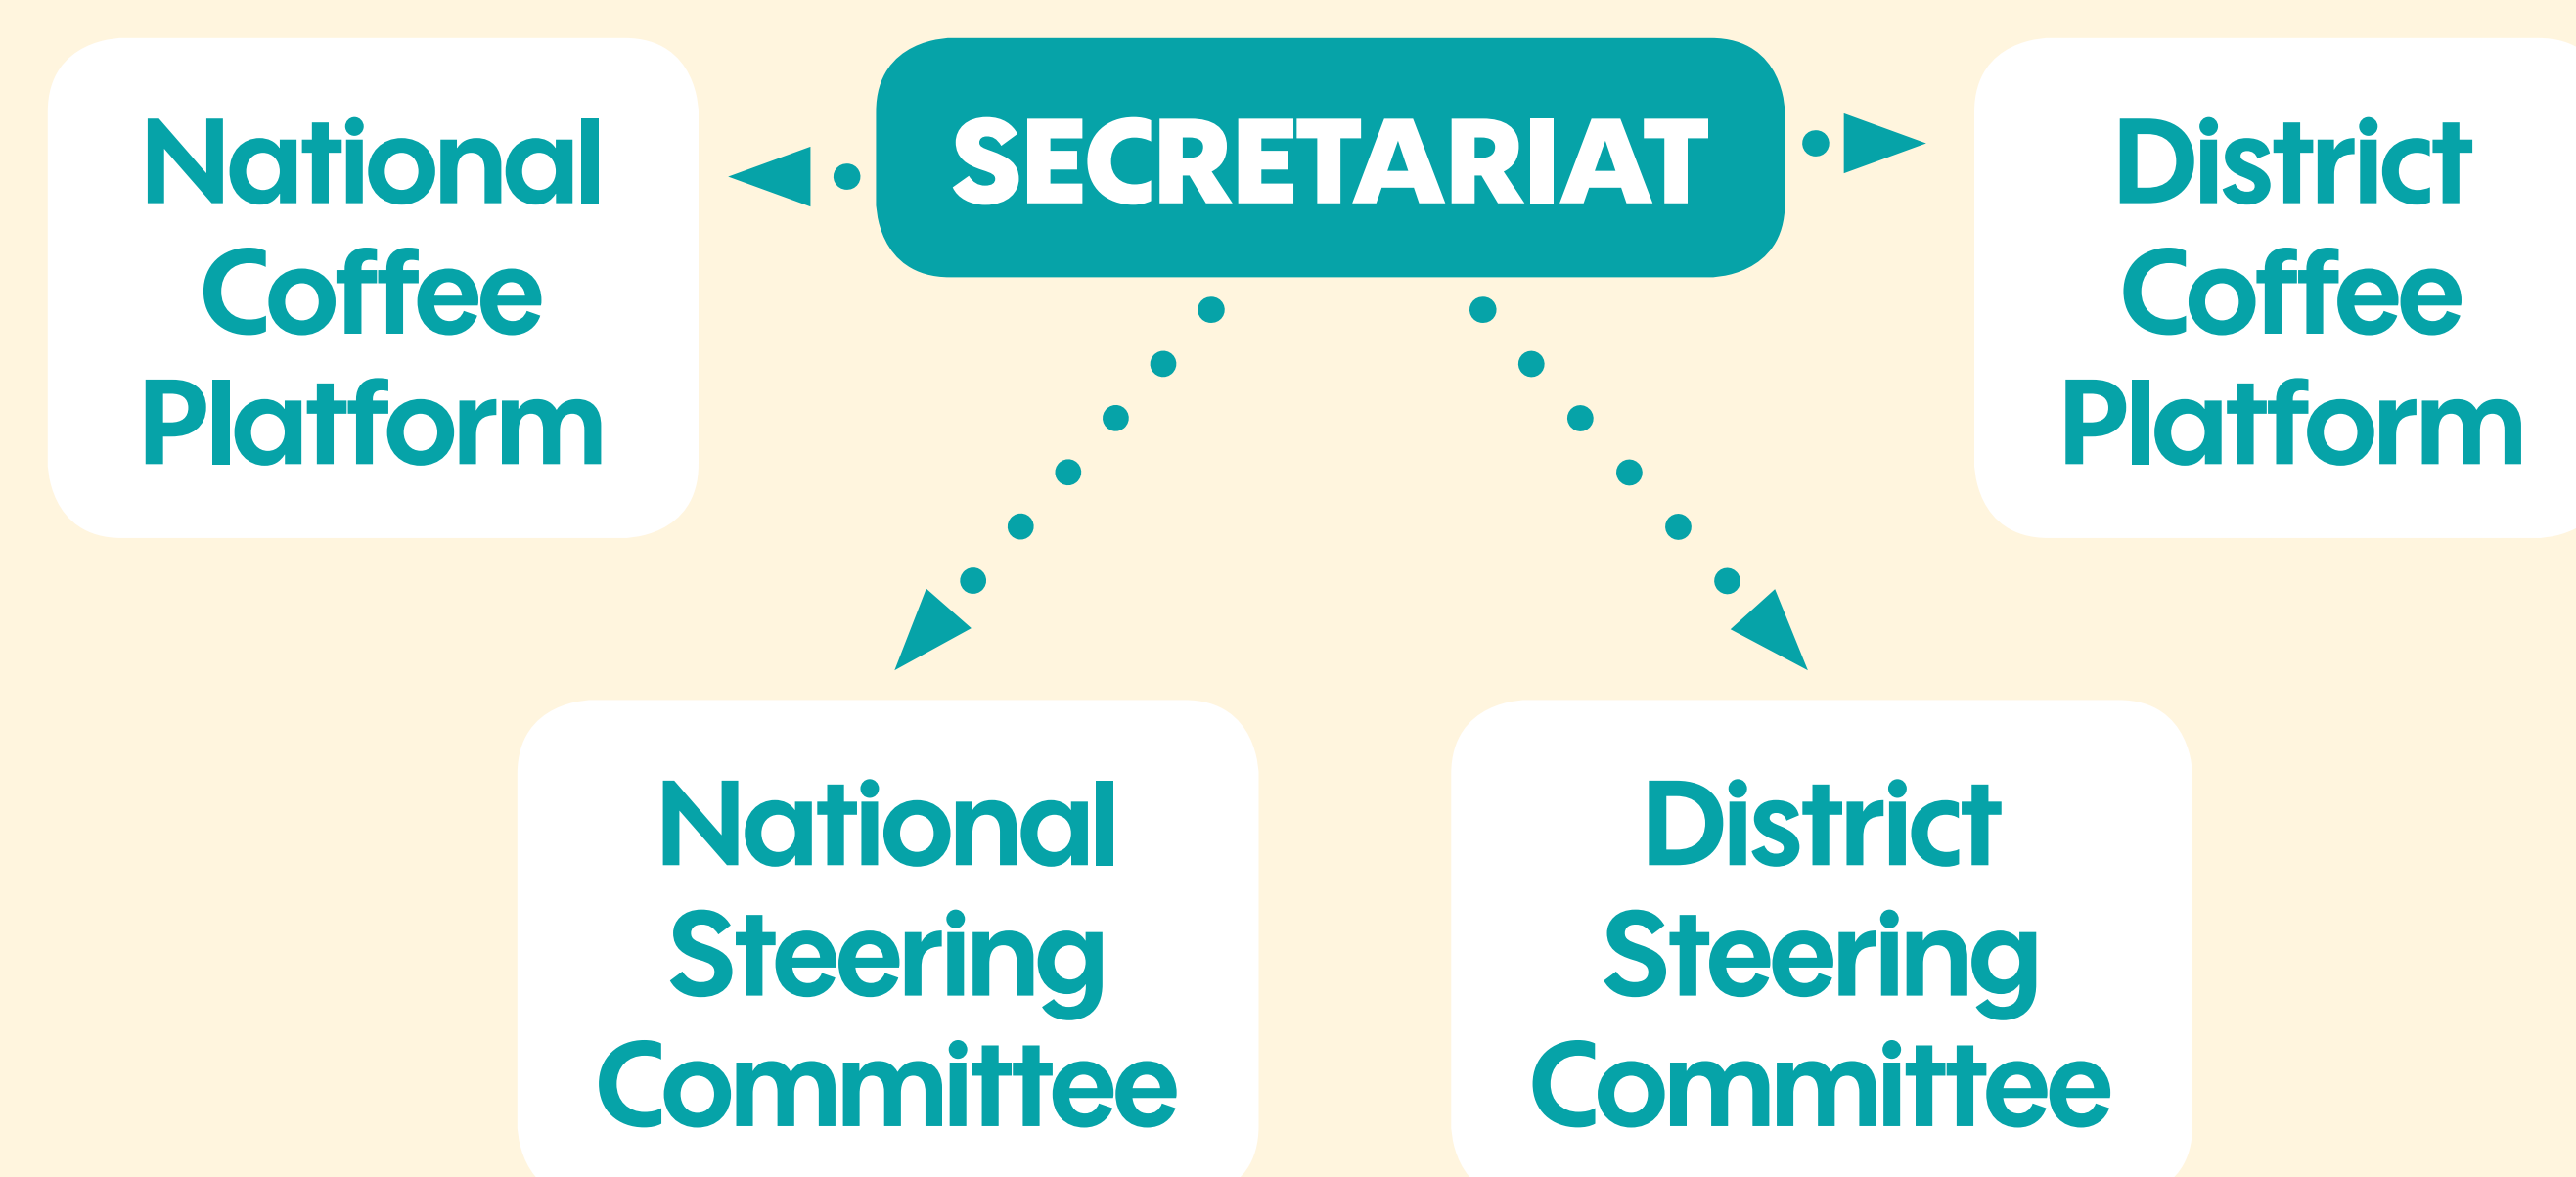 National
Coffee
Platform
SECRETARIAT
District
Coffee
Platform
National
Steering
Committee
District
Steering
Committee